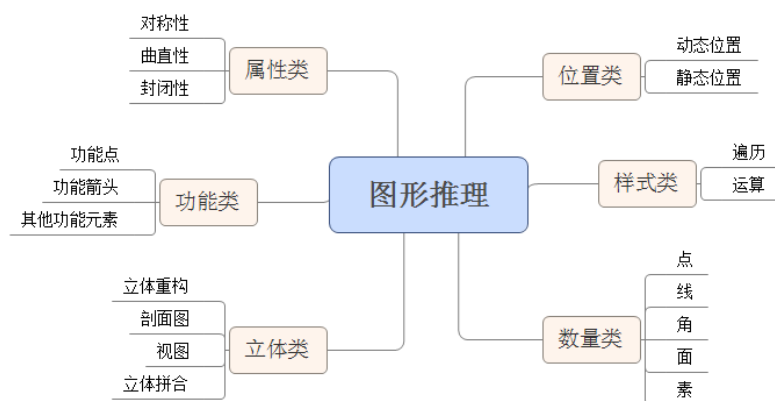 图形推理
属性类
对称性
曲直性
封闭性
功能类
功能点
功能箭头
其他功能元素
立体类
立体重构
剖面图
视图
立体拼合
位置类
动态位置
静态位置
样式类
遍历
运算
数量类
点
线
角
面
素